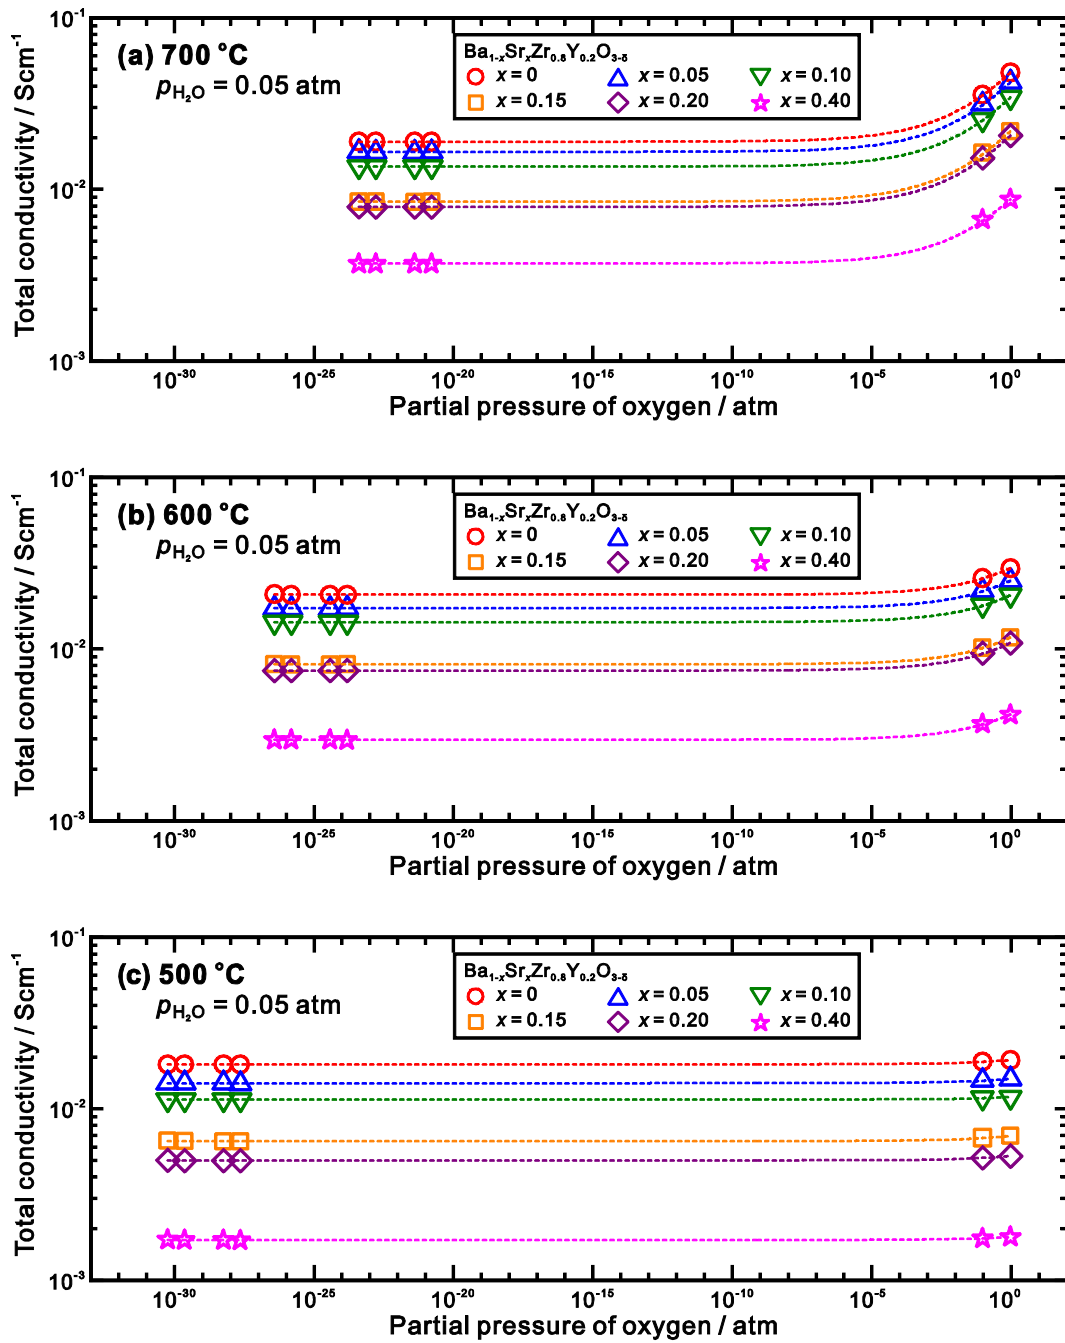 (a) 700 °C
pH₂O = 0.05 atm
Ba₁₋ₓSrₓZr₀.₈Y₀.₂O₃₋δ
x = 0 x = 0.05 x = 0.10
x = 0.15 x = 0.20 x = 0.40
Total conductivity / Scm⁻¹
10⁻¹
10⁻²
10⁻³
10⁻³⁰ 10⁻²⁵ 10⁻²⁰ 10⁻¹⁵ 10⁻¹⁰ 10⁻⁵ 10⁰
Partial pressure of oxygen / atm
(b) 600 °C
pH₂O = 0.05 atm
Ba₁₋ₓSrₓZr₀.₈Y₀.₂O₃₋δ
x = 0 x = 0.05 x = 0.10
x = 0.15 x = 0.20 x = 0.40
Total conductivity / Scm⁻¹
10⁻¹
10⁻²
10⁻³
10⁻³⁰ 10⁻²⁵ 10⁻²⁰ 10⁻¹⁵ 10⁻¹⁰ 10⁻⁵ 10⁰
Partial pressure of oxygen / atm
(c) 500 °C
pH₂O = 0.05 atm
Ba₁₋ₓSrₓZr₀.₈Y₀.₂O₃₋δ
x = 0 x = 0.05 x = 0.10
x = 0.15 x = 0.20 x = 0.40
Total conductivity / Scm⁻¹
10⁻¹
10⁻²
10⁻³
10⁻³⁰ 10⁻²⁵ 10⁻²⁰ 10⁻¹⁵ 10⁻¹⁰ 10⁻⁵ 10⁰
Partial pressure of oxygen / atm